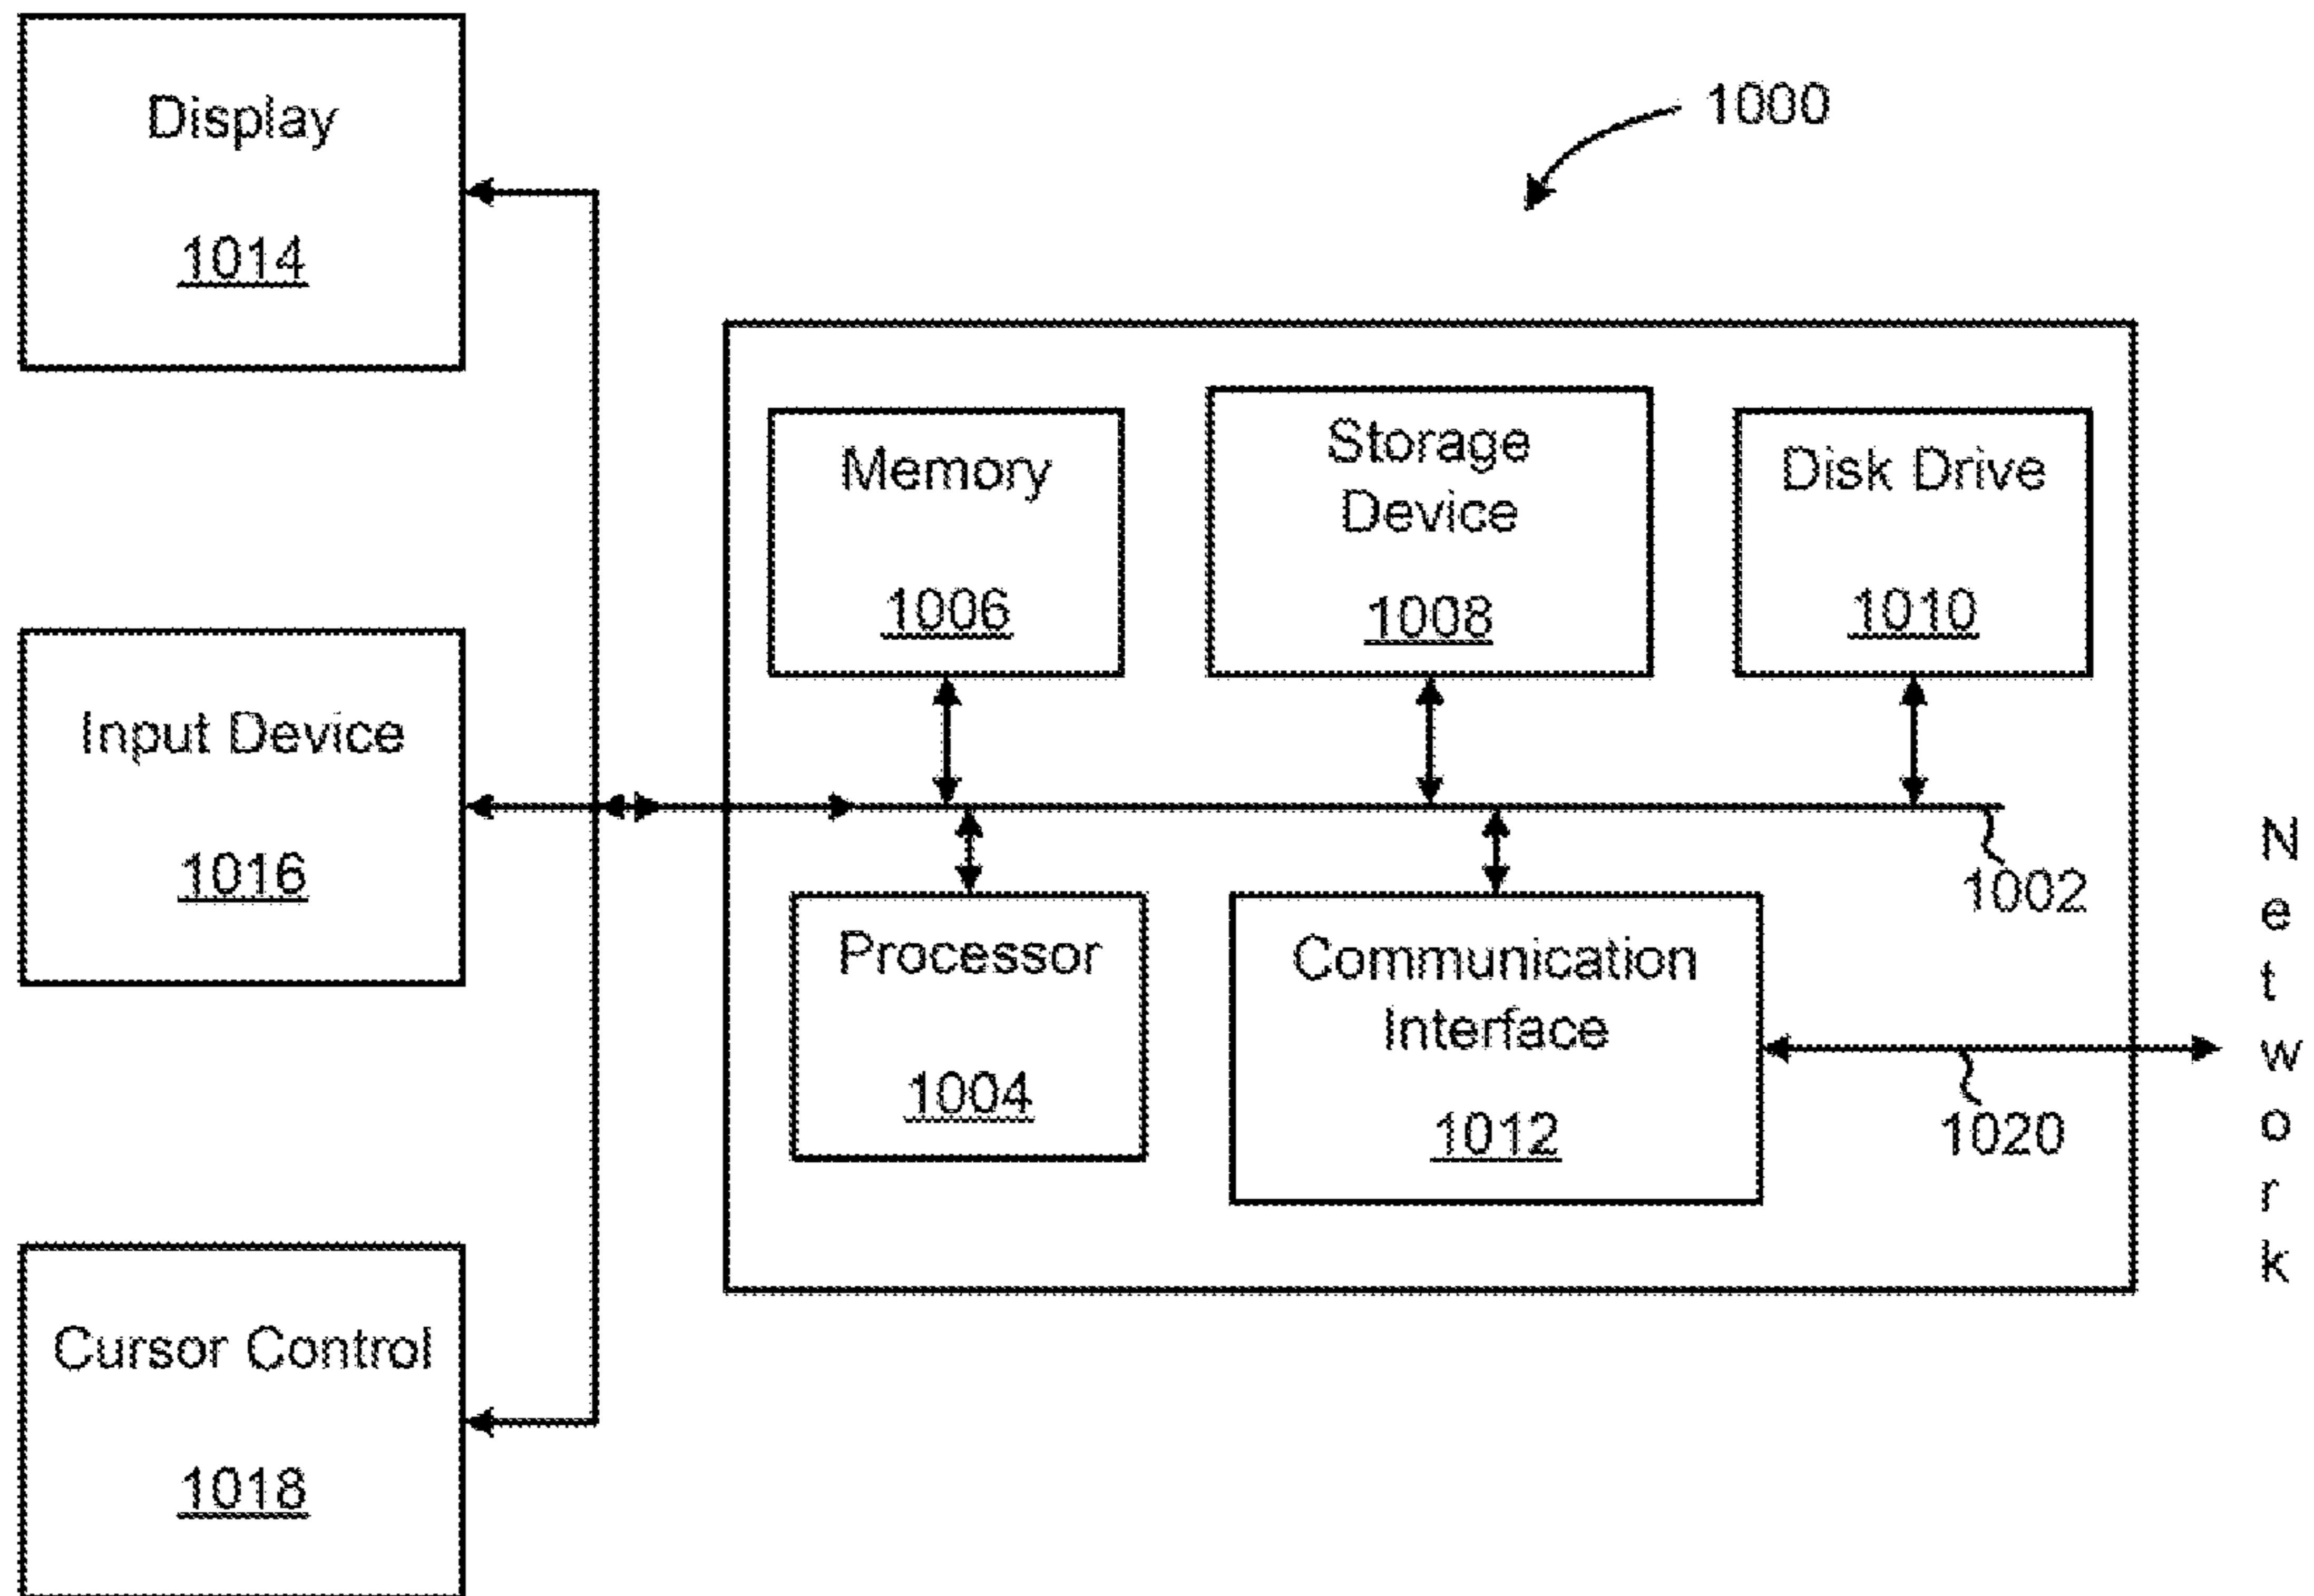 Display
1014
1000
Memory
1006
Storage
Device
1008
Disk Drive
1010
Input Device
1016
1002
Processor
1004
Communication
Interface
1012
1020
Network
Cursor Control
1018